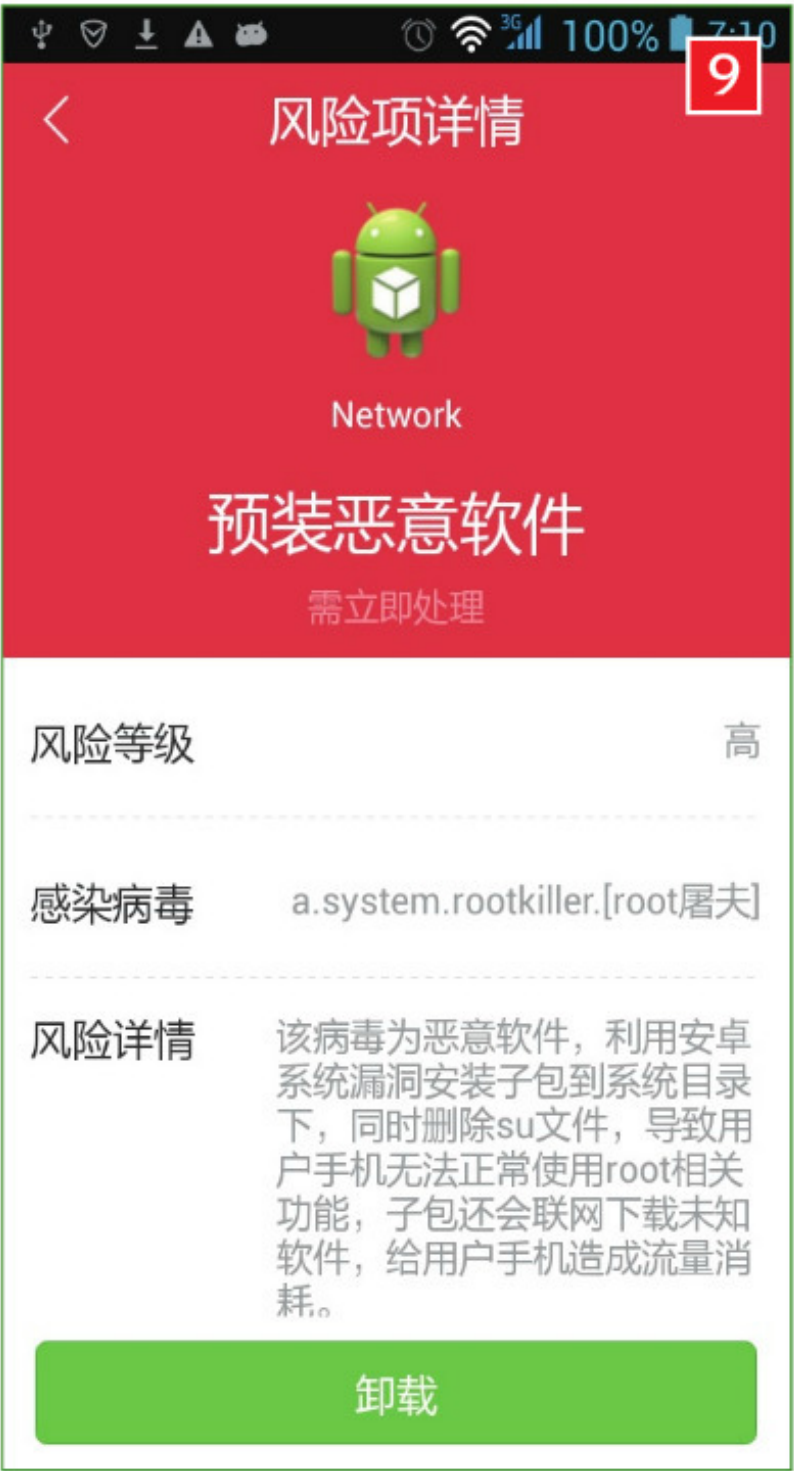 3G 100% 7:10
9
风险项详情
Network
预装恶意软件
需立即处理
风险等级 高
感染病毒 a.system.rootkiller.[root屠夫]
风险详情 该病毒为恶意软件，利用安卓
系统漏洞安装子包到系统目录
下，同时删除su文件，导致用
户手机无法正常使用root相关
功能，子包还会联网下载未知
软件，给用户手机造成流量消
耗。
卸载